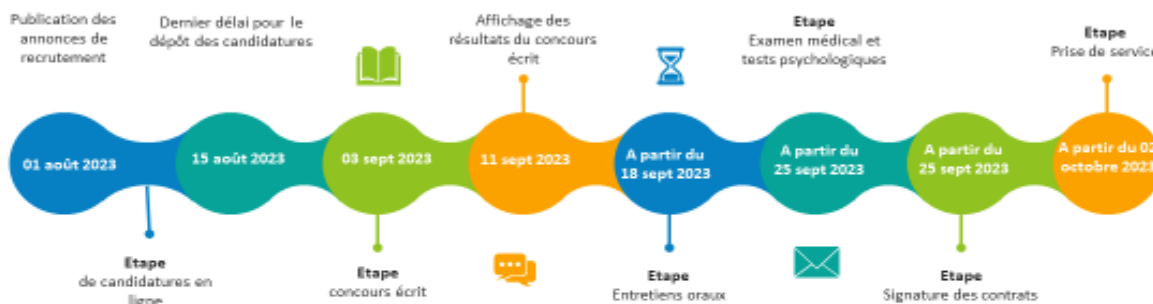 Publication des
annonces de
recrutement
Dernier délai pour le
dépôt des candidatures
Affichage des
résultats du concours
écrit
Etape
Examen médical et
tests psychologiques
Etape
Prise de service
01 août 2023
15 août 2023
03 sept 2023
11 sept 2023
A partir du
18 sept 2023
A partir du
25 sept 2023
A partir du
25 sept 2023
A partir du 02
octobre 2023
Etape
de candidatures en
ligne
Etape
concours écrit
Etape
Entretiens oraux
Etape
Signature des contrats